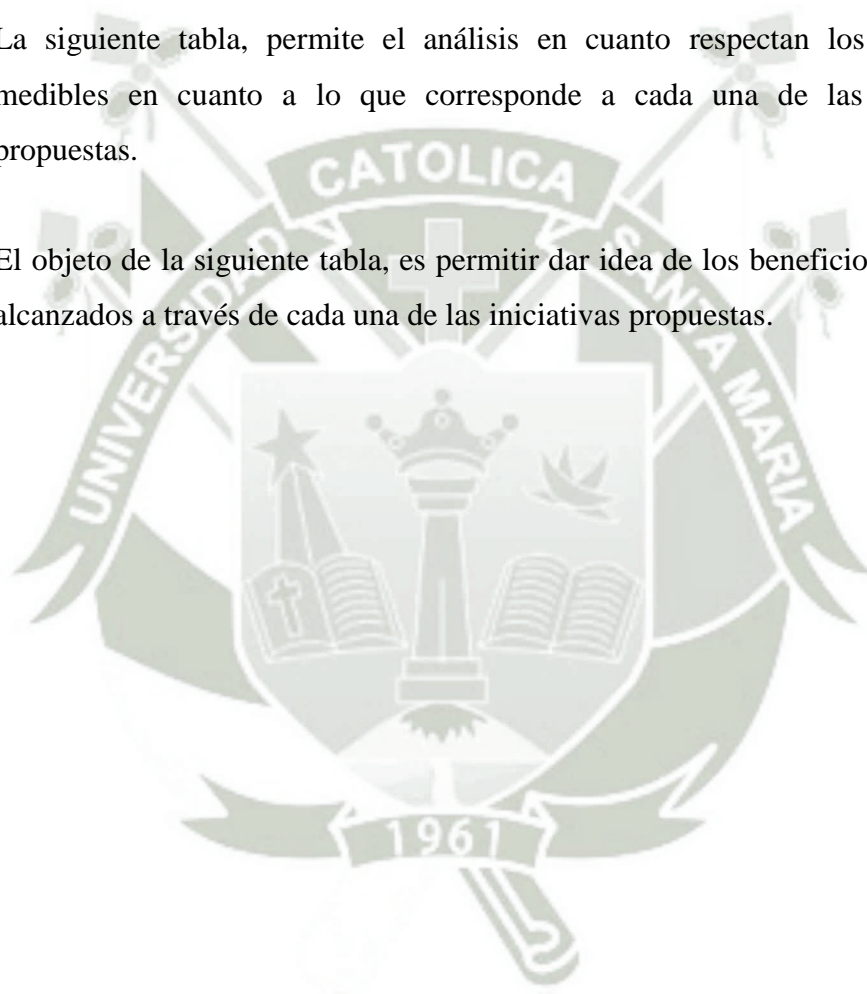 La siguiente tabla, permite el análisis en cuanto respectan los
medibles en cuanto a lo que corresponde a cada una de las
propuestas.
El objeto de la siguiente tabla, es permitir dar idea de los beneficio
alcanzados a través de cada una de las iniciativas propuestas.
UNIVERSIDAD CATOLICA SANTA MARIA
1961